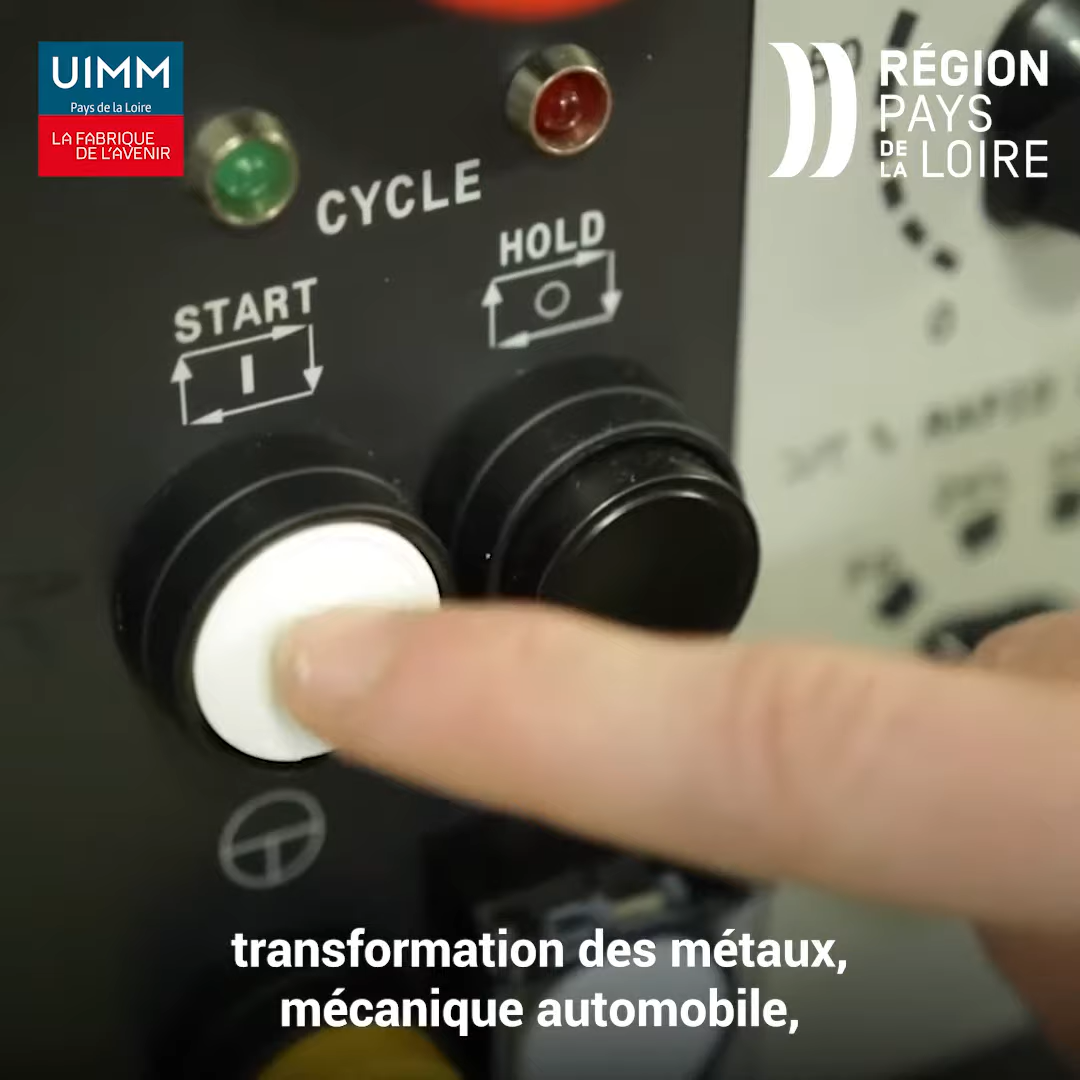 UIMM
Pays de la Loire
LA FABRIQUE
DE L'AVENIR
RÉGION
PAYS
DE LA LOIRE
CYCLE
HOLD
START
RAPID
transformation des métaux,
mécanique automobile,